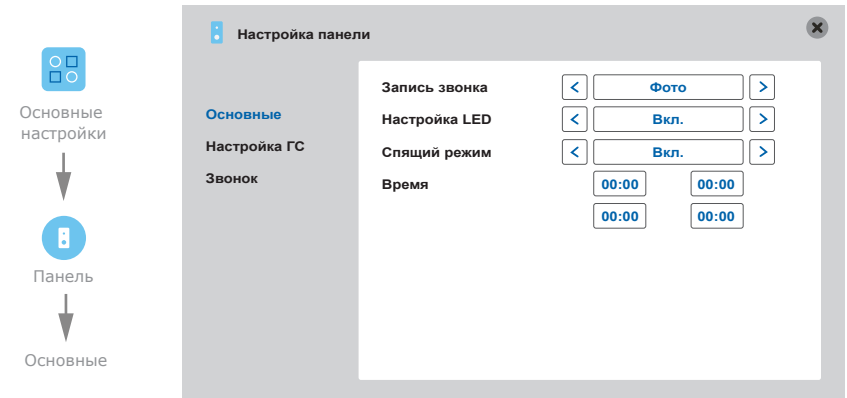 Основные
настройки
Панель
Основные
Настройка панели
Основные
Настройка ГС
Звонок
Запись звонка < Фото >
Настройка LED < Вкл. >
Спящий режим < Вкл. >
Время 00:00 00:00
00:00 00:00